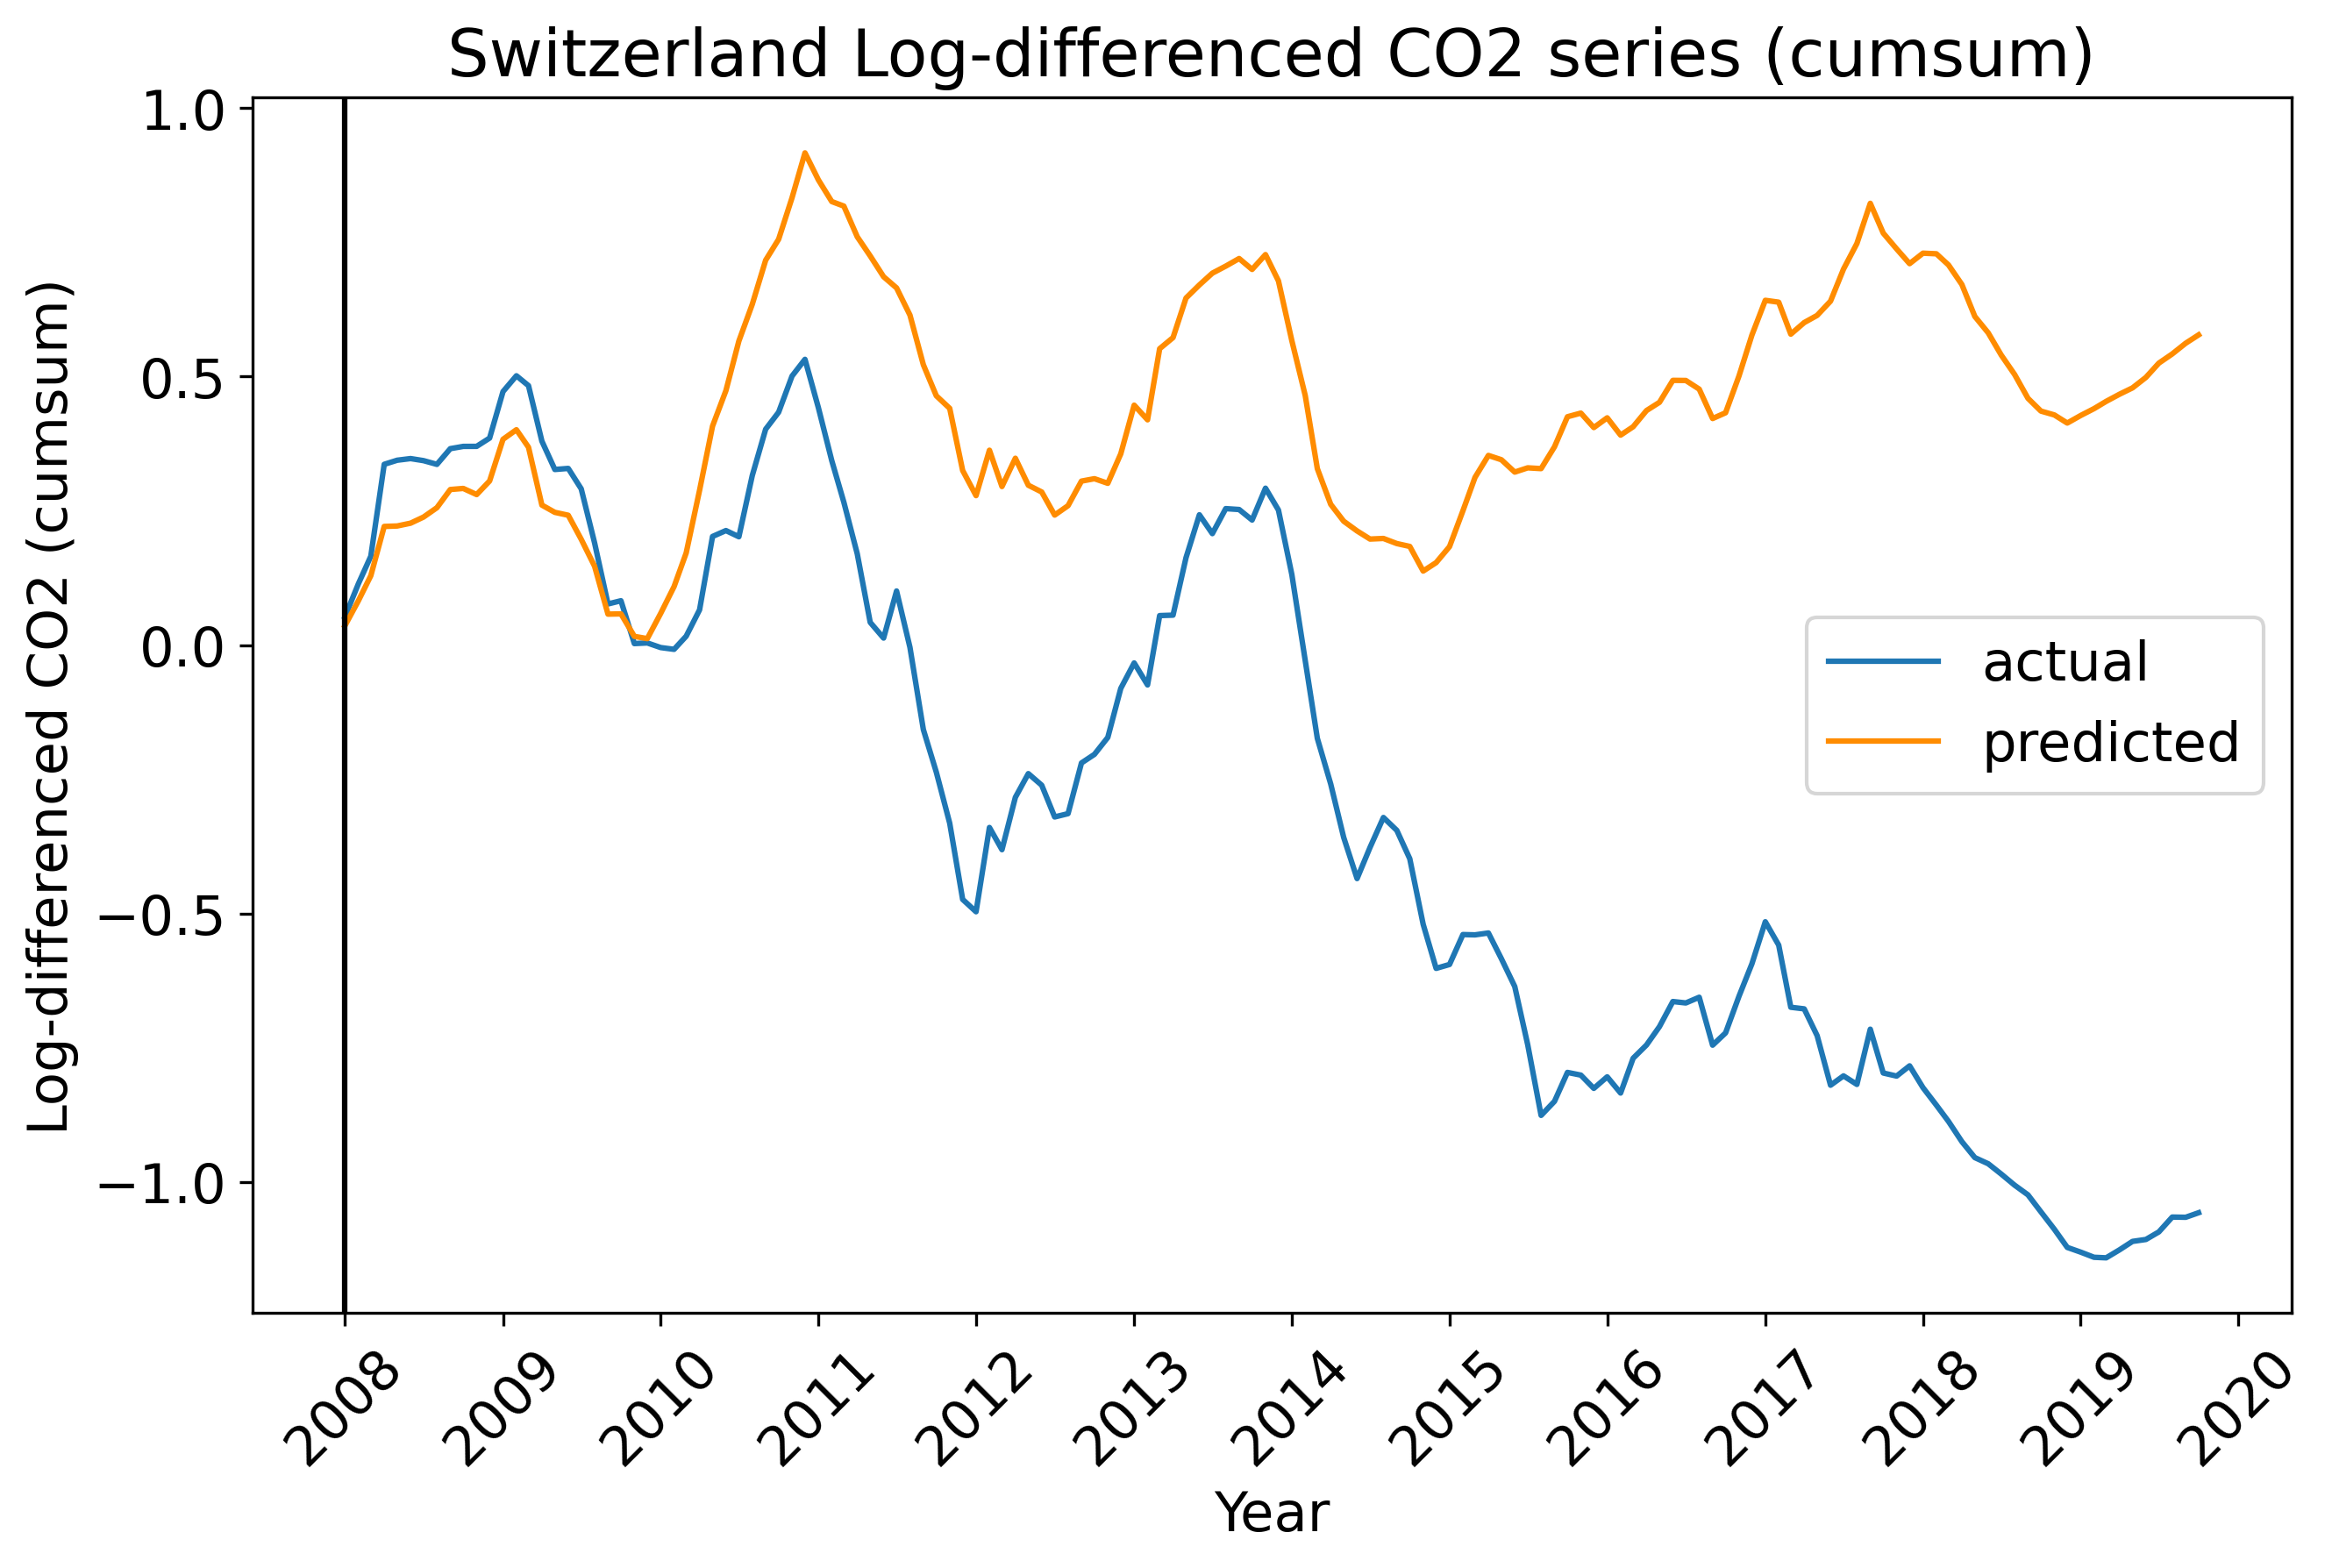 Switzerland Log-differenced CO2 series (cumsum)
Log-differenced CO2 (cumsum)
1.0
0.5
0.0
−0.5
−1.0
actual
predicted
2008 2009 2010 2011 2012 2013 2014 2015 2016 2017 2018 2019 2020
Year